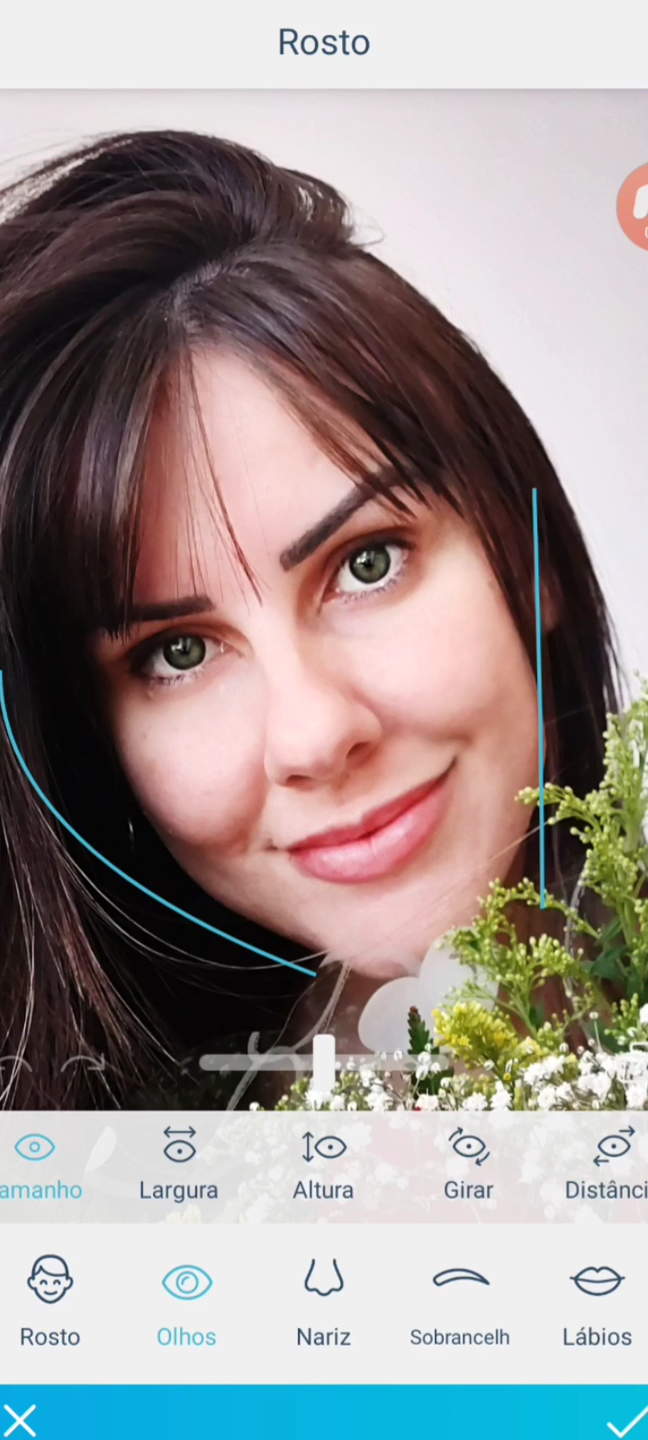 Rosto
amanho
Largura
Altura
Girar
Distânci
Rosto
Olhos
Nariz
Sobrancelh
Lábios